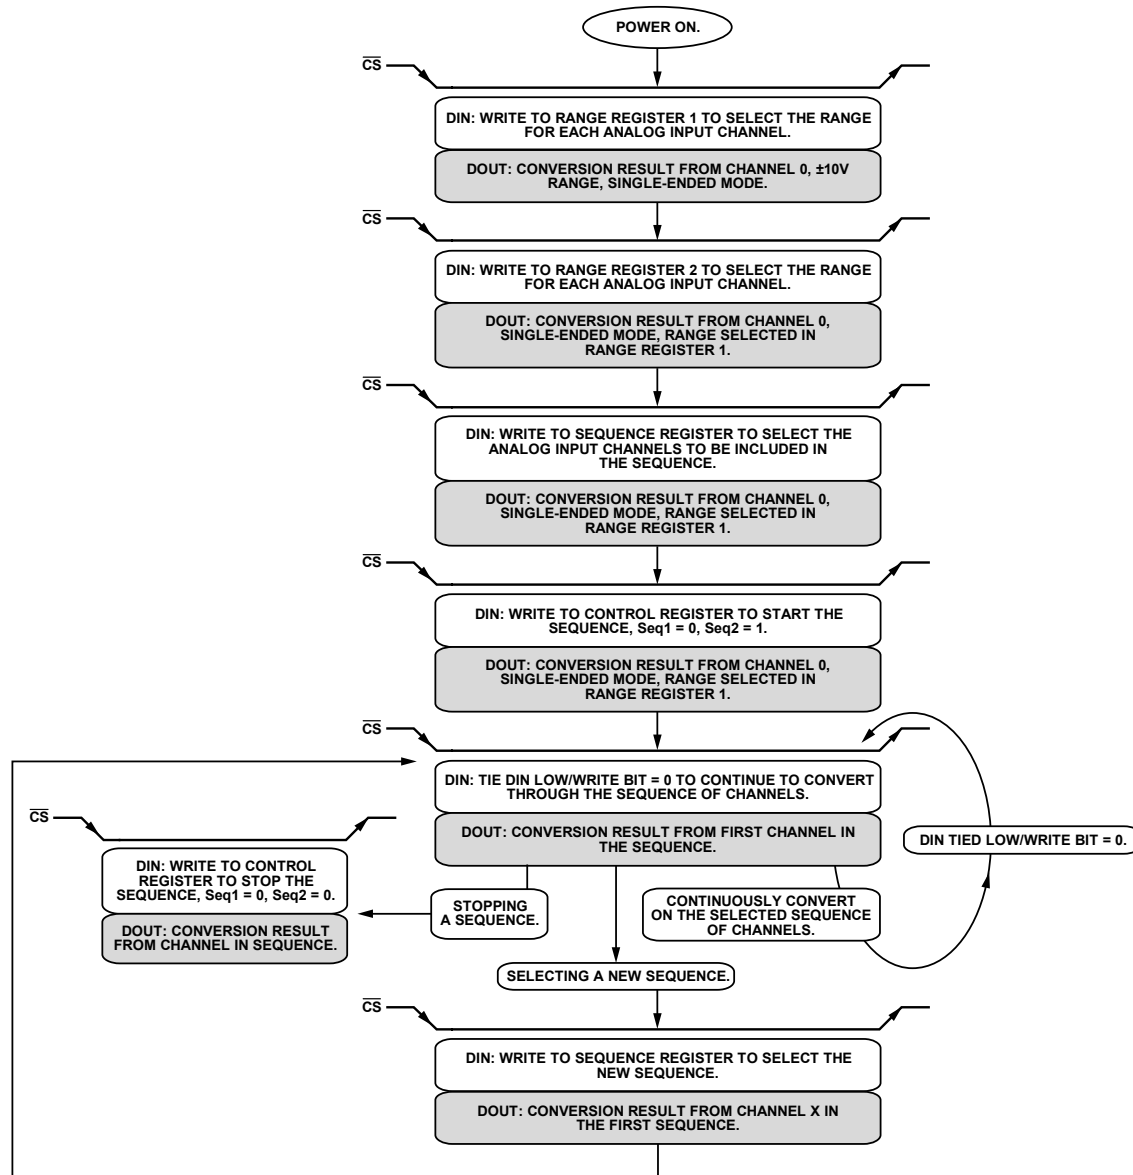 POWER ON.
CS
DIN: WRITE TO RANGE REGISTER 1 TO SELECT THE RANGE
FOR EACH ANALOG INPUT CHANNEL.
DOUT: CONVERSION RESULT FROM CHANNEL 0, ±10V
RANGE, SINGLE-ENDED MODE.
CS
DIN: WRITE TO RANGE REGISTER 2 TO SELECT THE RANGE
FOR EACH ANALOG INPUT CHANNEL.
DOUT: CONVERSION RESULT FROM CHANNEL 0,
SINGLE-ENDED MODE, RANGE SELECTED IN
RANGE REGISTER 1.
CS
DIN: WRITE TO SEQUENCE REGISTER TO SELECT THE
ANALOG INPUT CHANNELS TO BE INCLUDED IN
THE SEQUENCE.
DOUT: CONVERSION RESULT FROM CHANNEL 0,
SINGLE-ENDED MODE, RANGE SELECTED IN
RANGE REGISTER 1.
CS
DIN: WRITE TO CONTROL REGISTER TO START THE
SEQUENCE, Seq1 = 0, Seq2 = 1.
DOUT: CONVERSION RESULT FROM CHANNEL 0,
SINGLE-ENDED MODE, RANGE SELECTED IN
RANGE REGISTER 1.
CS
DIN: TIE DIN LOW/WRITE BIT = 0 TO CONTINUE TO CONVERT
THROUGH THE SEQUENCE OF CHANNELS.
DOUT: CONVERSION RESULT FROM FIRST CHANNEL IN
THE SEQUENCE.
DIN TIED LOW/WRITE BIT = 0.
CS
DIN: WRITE TO CONTROL
REGISTER TO STOP THE
SEQUENCE, Seq1 = 0, Seq2 = 0.
DOUT: CONVERSION RESULT
FROM CHANNEL IN SEQUENCE.
STOPPING
A SEQUENCE.
CONTINUOUSLY CONVERT
ON THE SELECTED SEQUENCE
OF CHANNELS.
SELECTING A NEW SEQUENCE.
CS
DIN: WRITE TO SEQUENCE REGISTER TO SELECT THE
NEW SEQUENCE.
DOUT: CONVERSION RESULT FROM CHANNEL X IN
THE FIRST SEQUENCE.